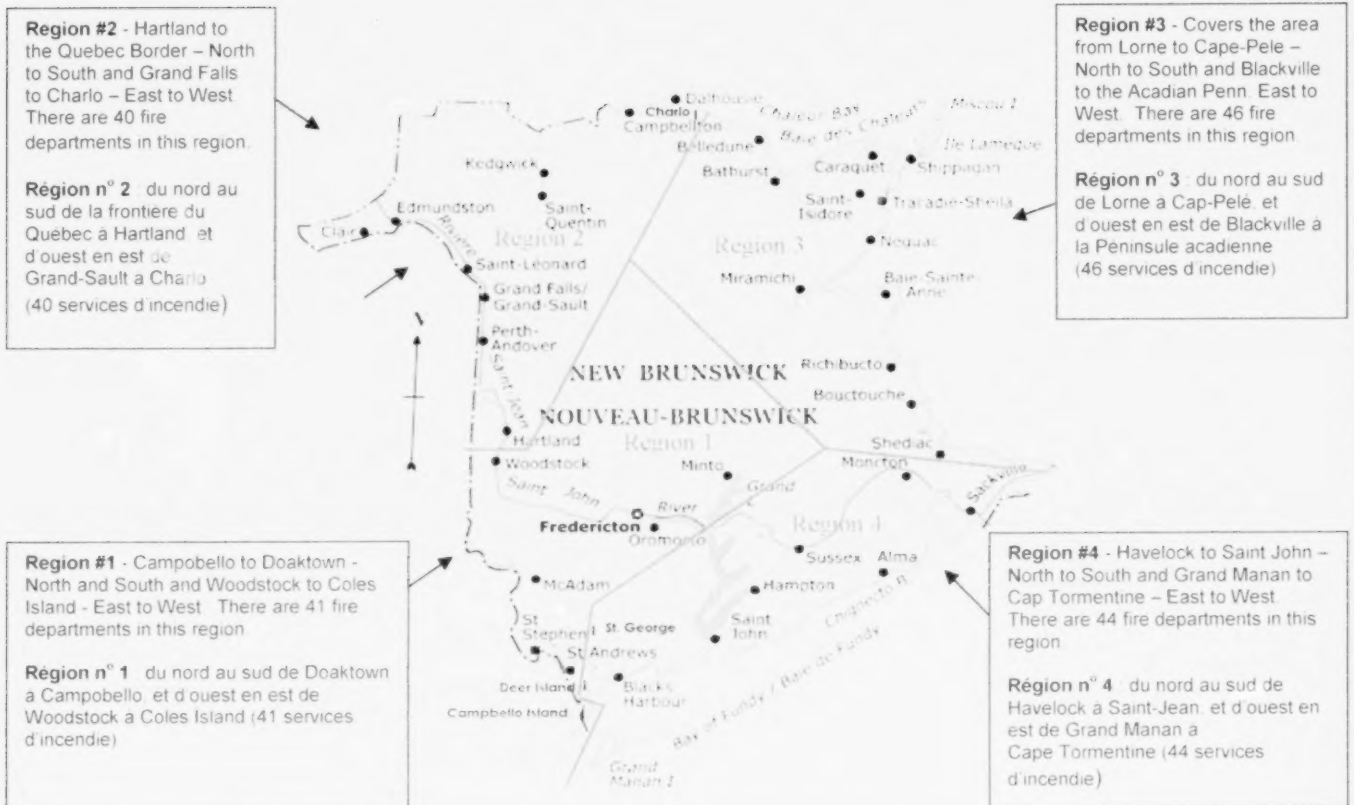 Region #2 - Hartland to
the Quebec Border – North
to South and Grand Falls
to Charlo – East to West
There are 40 fire
departments in this region.
Région n° 2 : du nord au
sud de la frontière du
Québec à Hartland, et
d'ouest en est de
Grand-Sault à Charlo
(40 services d'incendie)
Region #3 - Covers the area
from Lorne to Cape-Pele –
North to South and Blackville
to the Acadian Penn. East to
West. There are 46 fire
departments in this region.
Région n° 3 : du nord au sud
de Lorne à Cap-Pelé, et
d'ouest en est de Blackville à
la Péninsule acadienne
(46 services d'incendie)
Dalhousie
Charlo
Campbellton
Chaleur Bay
Baie des Chaleurs
Miscou I
Ile Lameque
Belledune
Bathurst
Caraquet
Shippagan
Kedgwick
Saint-
Quentin
Saint-
Isidore
Tracadie-Sheila
Edmundston
Clair
Rivière
Region 2
Region 3
Neguac
Saint-Léonard
Miramichi
Baie-Sainte
Anne
Grand Falls/
Grand-Sault
Perth-
Andover
Saint-Jean
Richibucto
NEW BRUNSWICK
Bouctouche
NOUVEAU-BRUNSWICK
Hartland
Region 1
Shediac
Woodstock
Minto
Moncton
Saint John River
Grand
Sackville
Fredericton
Oromocto
Region 4
Sussex
Alma
McAdam
Hampton
Chignecto B
St
Stephen
St. George
Saint
John
St Andrews
Deer Island
Blacks
Harbour
Campbello Island
Bay of Fundy / Baie de Fundy
Grand
Manan I
Region #1 - Campobello to Doaktown -
North and South and Woodstock to Coles
Island - East to West. There are 41 fire
departments in this region
Région n° 1 : du nord au sud de Doaktown
à Campobello, et d'ouest en est de
Woodstock à Coles Island (41 services
d'incendie)
Region #4 - Havelock to Saint John –
North to South and Grand Manan to
Cap Tormentine – East to West.
There are 44 fire departments in this
region
Région n° 4 : du nord au sud de
Havelock à Saint-Jean, et d'ouest en
est de Grand Manan à
Cape Tormentine (44 services
d'incendie)